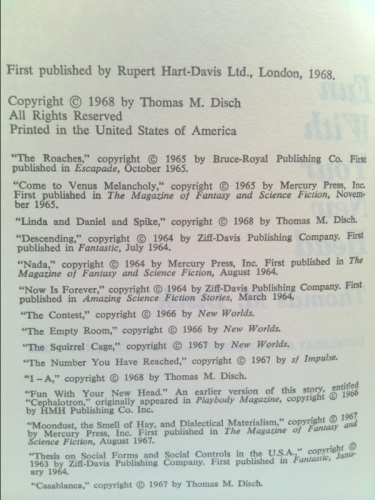 First published by Rupert Hart-Davis Ltd., London, 1968.
Copyright © 1968 by Thomas M. Disch
All Rights Reserved
Printed in the United States of America
"The Roaches," copyright © 1965 by Bruce-Royal Publishing Co. First
published in Escapade, October 1965.
"Come to Venus Melancholy," copyright © 1965 by Mercury Press, Inc.
First published in The Magazine of Fantasy and Science Fiction, Novem-
ber 1965.
"Linda and Daniel and Spike," copyright © 1968 by Thomas M. Disch.
"Descending," copyright © 1964 by Ziff-Davis Publishing Company. First
published in Fantastic, July 1964.
"Nada," copyright © 1964 by Mercury Press, Inc. First published in The
Magazine of Fantasy and Science Fiction, August 1964.
"Now Is Forever," copyright © 1964 by Ziff-Davis Publishing Company. First
published in Amazing Science Fiction Stories, March 1964.
"The Contest," copyright © 1966 by New Worlds.
"The Empty Room," copyright © 1966 by New Worlds.
"The Squirrel Cage," copyright © 1967 by New Worlds.
"The Number You Have Reached," copyright © 1967 by sf Impulse.
"1–A," copyright © 1968 by Thomas M. Disch.
"Fun With Your New Head." An earlier version of this story, entitled
"Cephalotron," originally appeared in Playbody Magazine, copyright © 1966
by HMH Publishing Co. Inc.
"Moondust, the Smell of Hay, and Dialectical Materialism," copyright © 1967
by Mercury Press, Inc. First published in The Magazine of Fantasy and
Science Fiction, August 1967.
"Thesis on Social Forms and Social Controls in the U.S.A.," copyright ©
1963 by Ziff-Davis Publishing Company. First published in Fantastic, Janu-
ary 1964.
"Casablanca," copyright © 1967 by Thomas M. Disch.